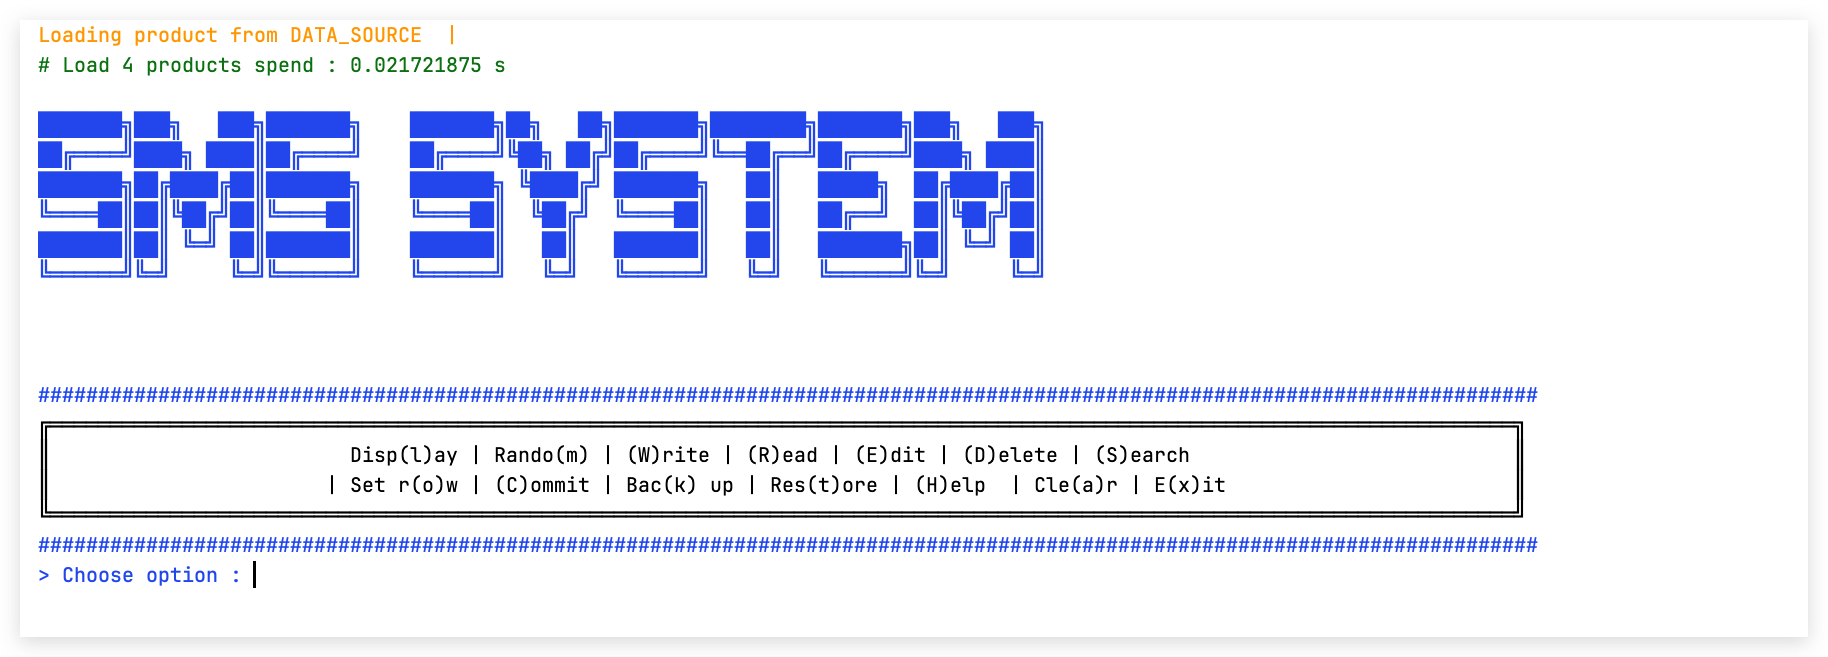 Loading product from DATA_SOURCE |
# Load 4 products spend : 0.021721875 s
SMS SYSTEM
#############################################################################################################################
Disp(l)ay | Rando(m) | (W)rite | (R)ead | (E)dit | (D)elete | (S)earch
| Set r(o)w | (C)ommit | Bac(k) up | Res(t)ore | (H)elp | Cle(a)r | E(x)it
#############################################################################################################################
> Choose option :